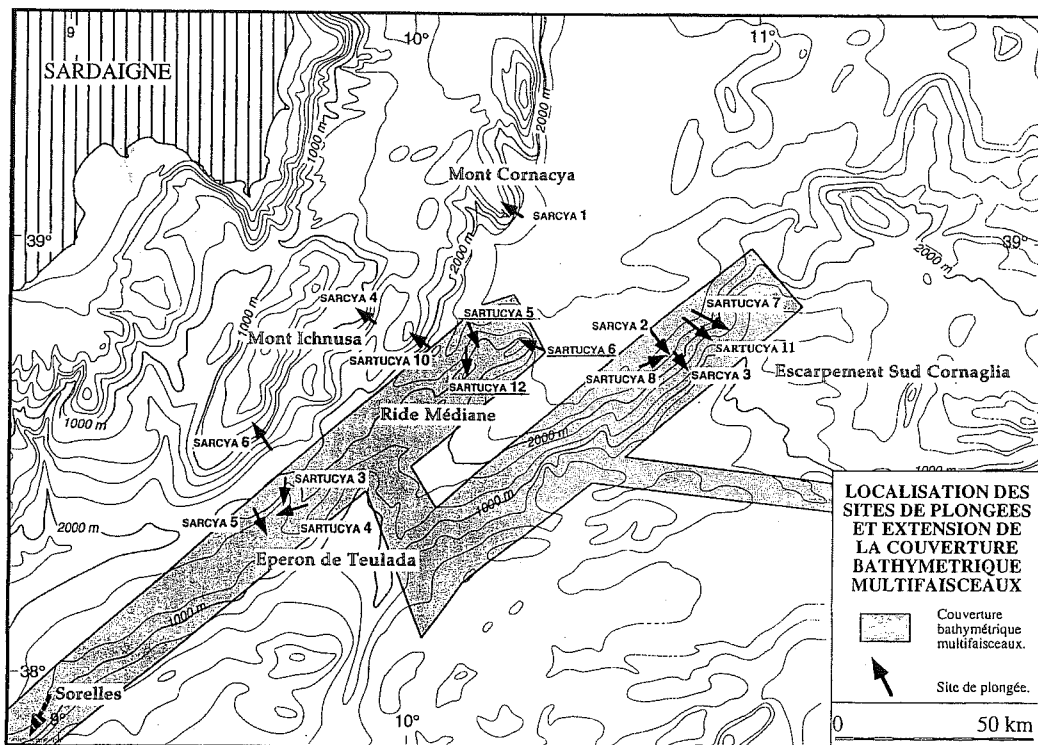 9
10°
11°
SARDAIGNE
1000 m
2000 m
Mont Cornacya
SARCYA 1
39°
39°
2000 m
2000 m
SARCYA 4
1000 m
Mont Ichnusa
SARTUCYA 5
SARTUCYA 7
SARCYA 2
SARTUCYA 10
SARTUCYA 6
SARTUCYA 11
SARTUCYA 12
SARTUCYA 8
SARCYA 3
Escarpement Sud Cornaglia
1000 m
Ride Médiane
SARCYA 6
2000 m
1000 m
SARTUCYA 3
1000 m
2000 m
SARCYA 5
SARTUCYA 4
Eperon de Teulada
1000 m
38°
Sorelles
9°
10°
LOCALISATION DES
SITES DE PLONGEES
ET EXTENSION DE
LA COUVERTURE
BATHYMETRIQUE
MULTIFAISCEAUX
Couverture
bathymétrique
multifaisceaux.
Site de plongée.
0 50 km